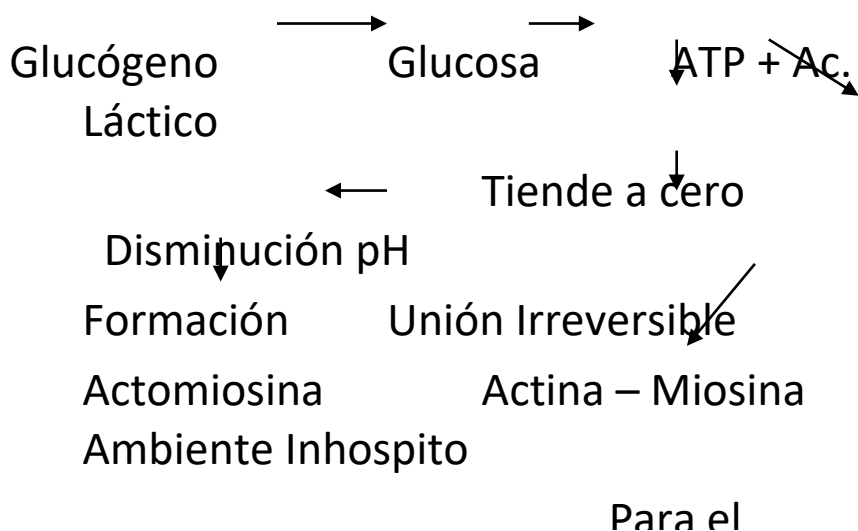 Glucógeno Glucosa ATP + Ac.
Láctico
Tiende a cero
Disminución pH
Formación Unión Irreversible
Actomiosina Actina – Miosina
Ambiente Inhospito
Para el